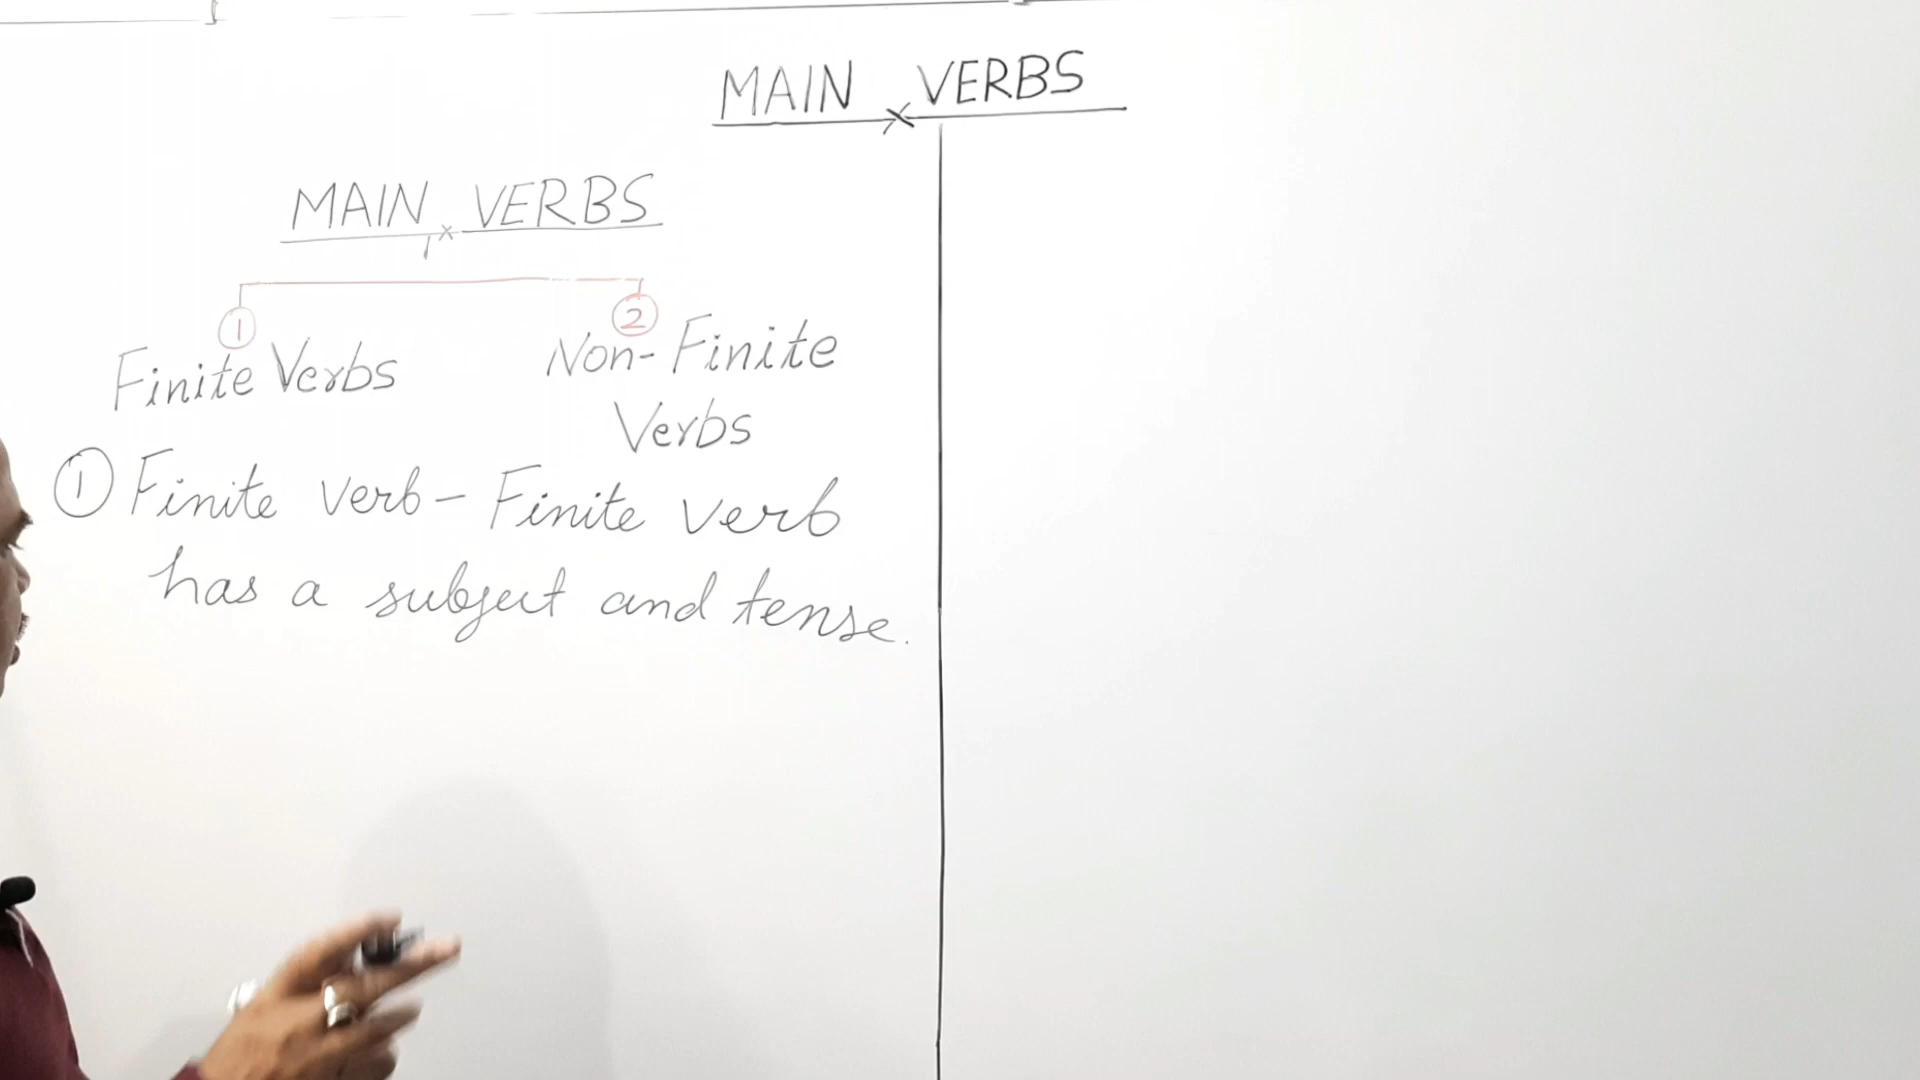 MAIN VERBS
MAIN VERBS
① ②
Finite Verbs Non-Finite
Verbs
① Finite verb - Finite verb
has a subject and tense.